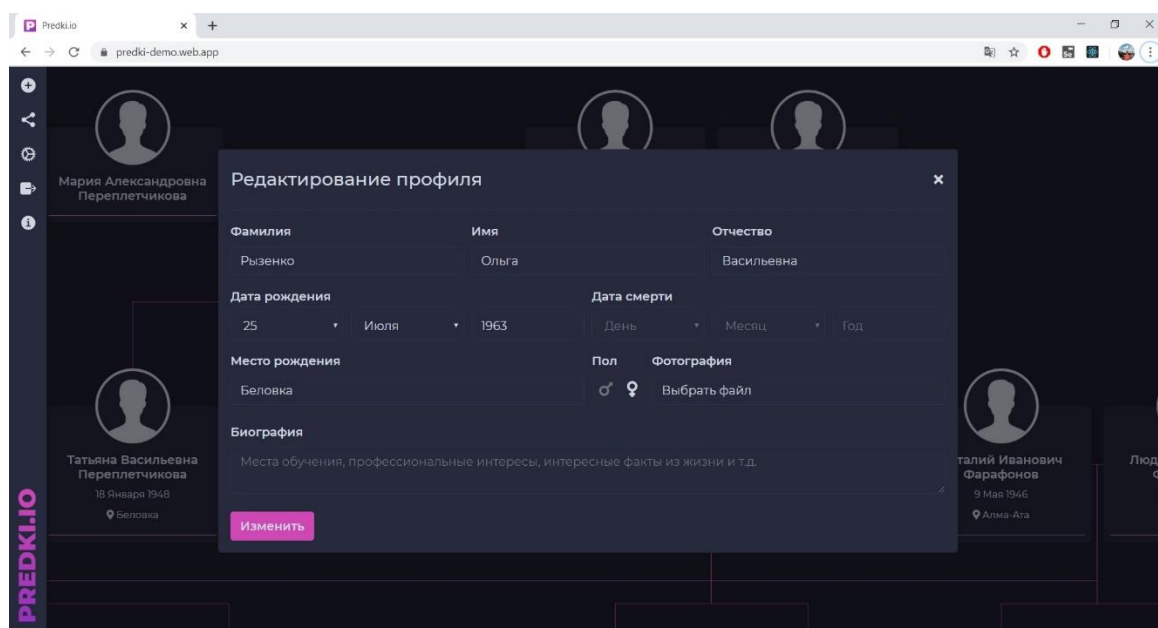 Predki.io
predki-demo.web.app
Мария Александровна
Переплетчикова
Редактирование профиля
Фамилия Имя Отчество
Рызенко Ольга Васильевна
Дата рождения Дата смерти
25 Июля 1963 День Месяц Год
Место рождения Пол Фотография
Беловка Выбрать файл
Биография
Места обучения, профессиональные интересы, интересные факты из жизни и т.д.
Изменить
Татьяна Васильевна
Переплетчикова
18 Января 1948
Беловка
талий Иванович
Фарафонов
9 Мая 1946
Алма-Ата
Люд
PREDKI.IO